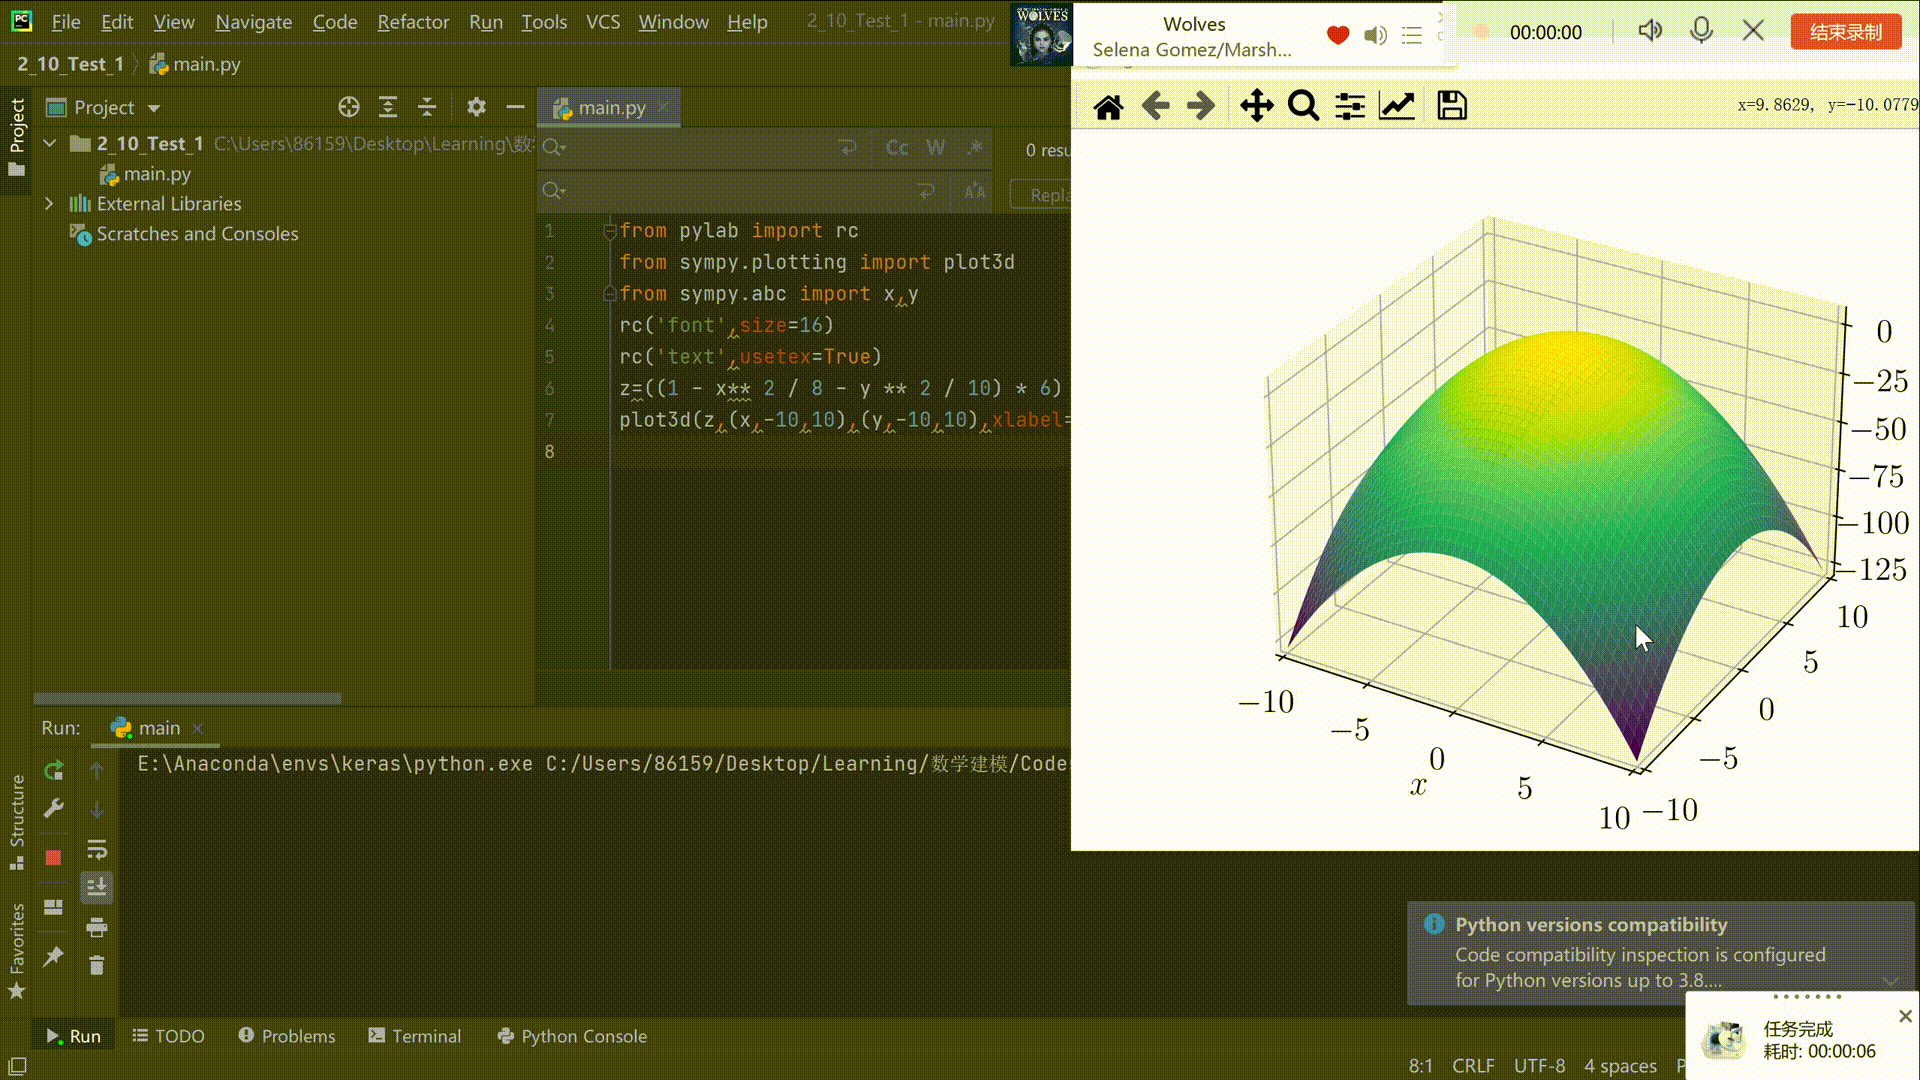 File Edit View Navigate Code Refactor Run Tools VCS Window Help 2_10_Test_1 - main.py
WOLVES
Wolves
Selena Gomez/Marsh...
00:00:00
结束录制
2_10_Test_1 main.py
Project
Project
main.py
x=9.8629, y=-10.0779
2_10_Test_1 C:\Users\86159\Desktop\Learning\数
main.py
External Libraries
Scratches and Consoles
Cc W .*
0 resu
Repla
1 from pylab import rc
2 from sympy.plotting import plot3d
3 from sympy.abc import x,y
4 rc('font',size=16)
5 rc('text',usetex=True)
6 z=((1 - x** 2 / 8 - y ** 2 / 10) * 6)
7 plot3d(z,(x,-10,10),(y,-10,10),xlabel=
8
0
−25
−50
−75
−100
−125
10
5
0
−5
−10
−10
−5
0
5
10
x
Run: main
E:\Anaconda\envs\keras\python.exe C:/Users/86159/Desktop/Learning/数学建模/Code
Structure
Favorites
Python versions compatibility
Code compatibility inspection is configured
for Python versions up to 3.8....
任务完成
耗时: 00:00:06
Run TODO Problems Terminal Python Console
8:1 CRLF UTF-8 4 spaces P